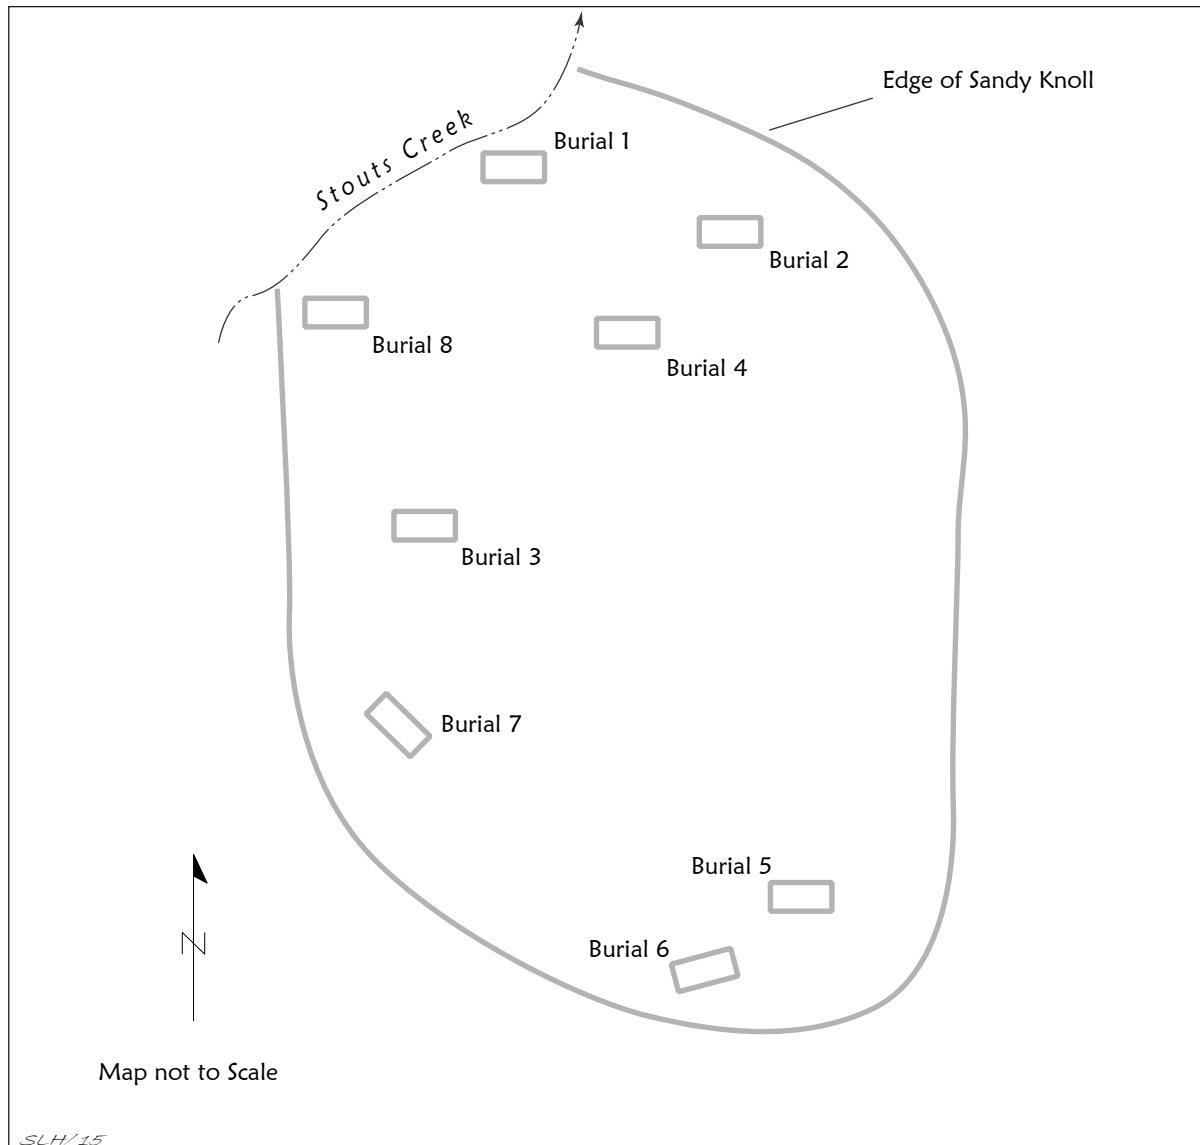 Edge of Sandy Knoll
Stouts Creek
Burial 1
Burial 2
Burial 8
Burial 4
Burial 3
Burial 7
Burial 5
Burial 6
N
Map not to Scale
SLH/15